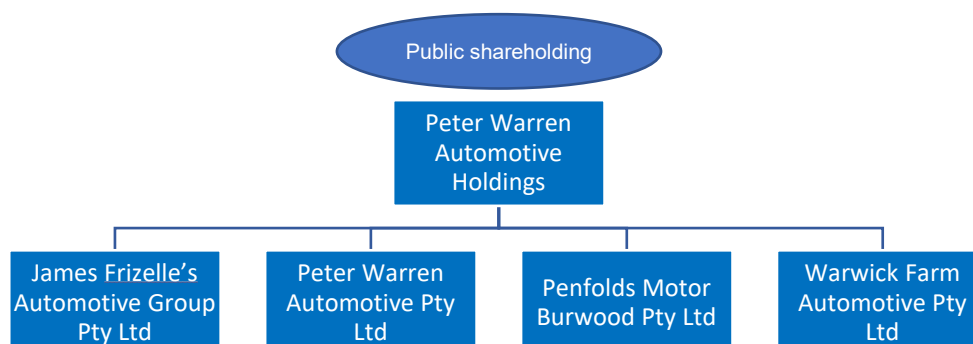 Public shareholding
Peter Warren
Automotive
Holdings
James Frizelle’s
Automotive Group
Pty Ltd
Peter Warren
Automotive Pty
Ltd
Penfolds Motor
Burwood Pty Ltd
Warwick Farm
Automotive Pty
Ltd